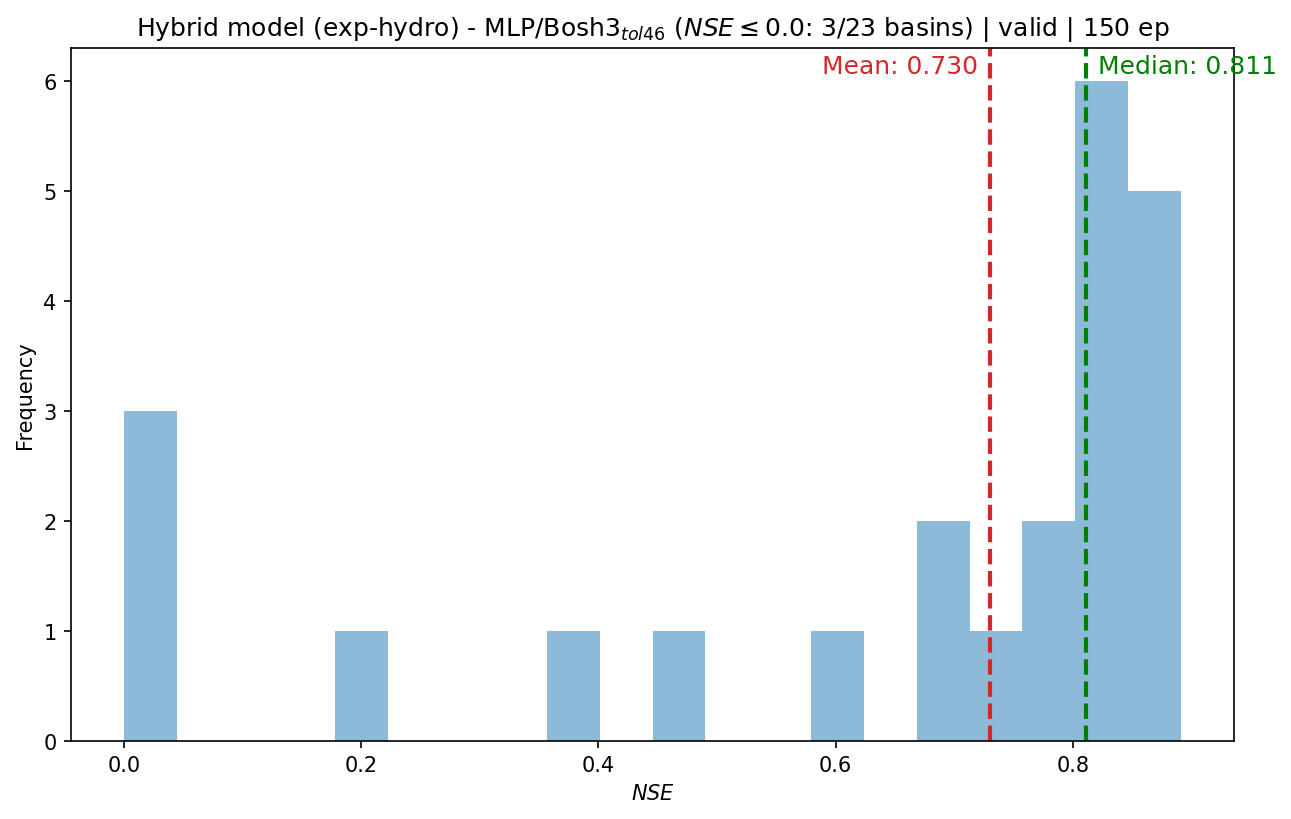 Hybrid model (exp-hydro) - MLP/Bosh3_tol46 (NSE ≤ 0.0: 3/23 basins) | valid | 150 ep
Mean: 0.730
Median: 0.811
6
5
4
3
2
1
0
Frequency
0.0 0.2 0.4 0.6 0.8
NSE